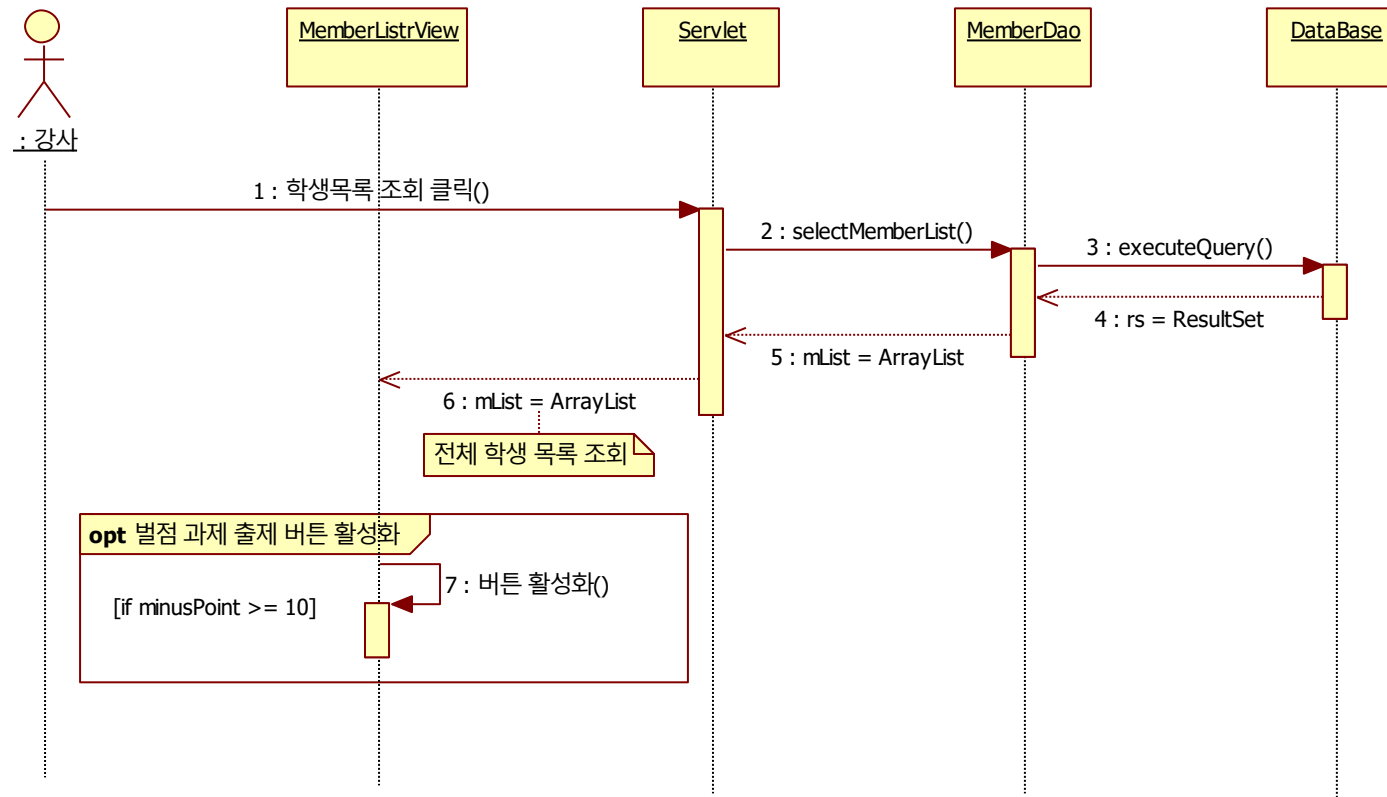 MemberListrView
Servlet
MemberDao
DataBase
: 강사
1 : 학생목록 조회 클릭()
2 : selectMemberList()
3 : executeQuery()
4 : rs = ResultSet
5 : mList = ArrayList
6 : mList = ArrayList
전체 학생 목록 조회
opt 벌점 과제 출제 버튼 활성화
7 : 버튼 활성화()
[if minusPoint >= 10]